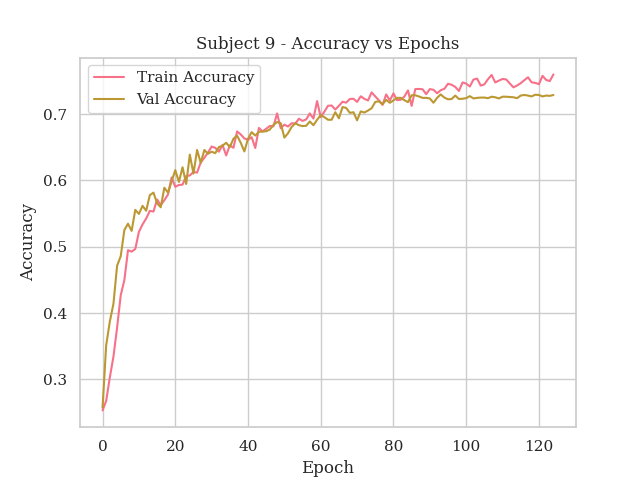 Subject 9 - Accuracy vs Epochs
Train Accuracy
Val Accuracy
0.7
0.6
0.5
0.4
0.3
Accuracy
0 20 40 60 80 100 120
Epoch